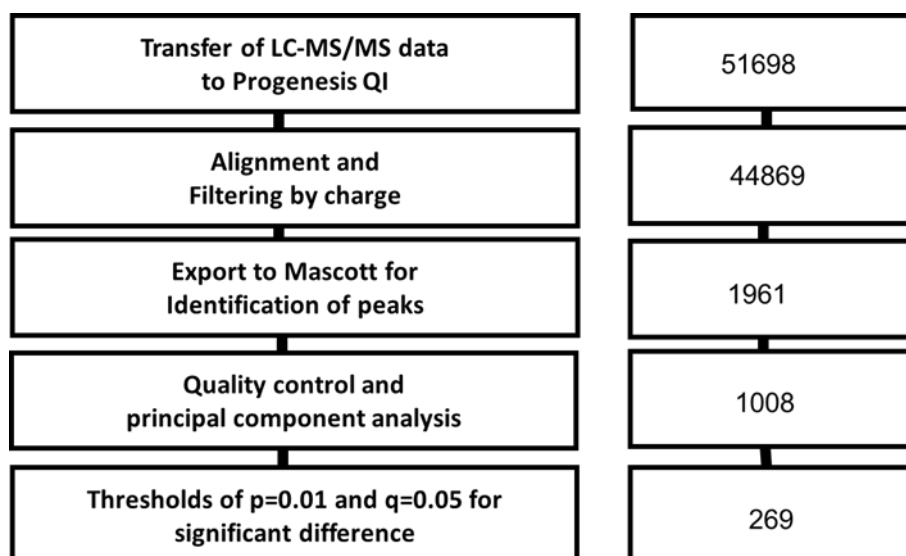 Transfer of LC-MS/MS data
to Progenesis QI
51698
Alignment and
Filtering by charge
44869
Export to Mascott for
Identification of peaks
1961
Quality control and
principal component analysis
1008
Thresholds of p=0.01 and q=0.05 for
significant difference
269